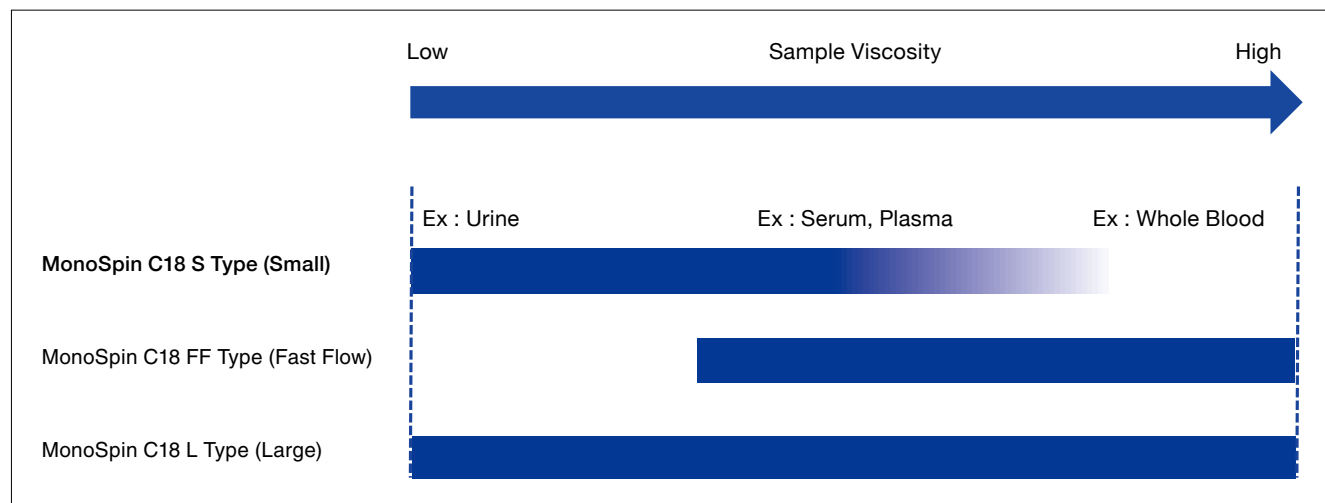 Low Sample Viscosity High
Ex : Urine Ex : Serum, Plasma Ex : Whole Blood
MonoSpin C18 S Type (Small)
MonoSpin C18 FF Type (Fast Flow)
MonoSpin C18 L Type (Large)